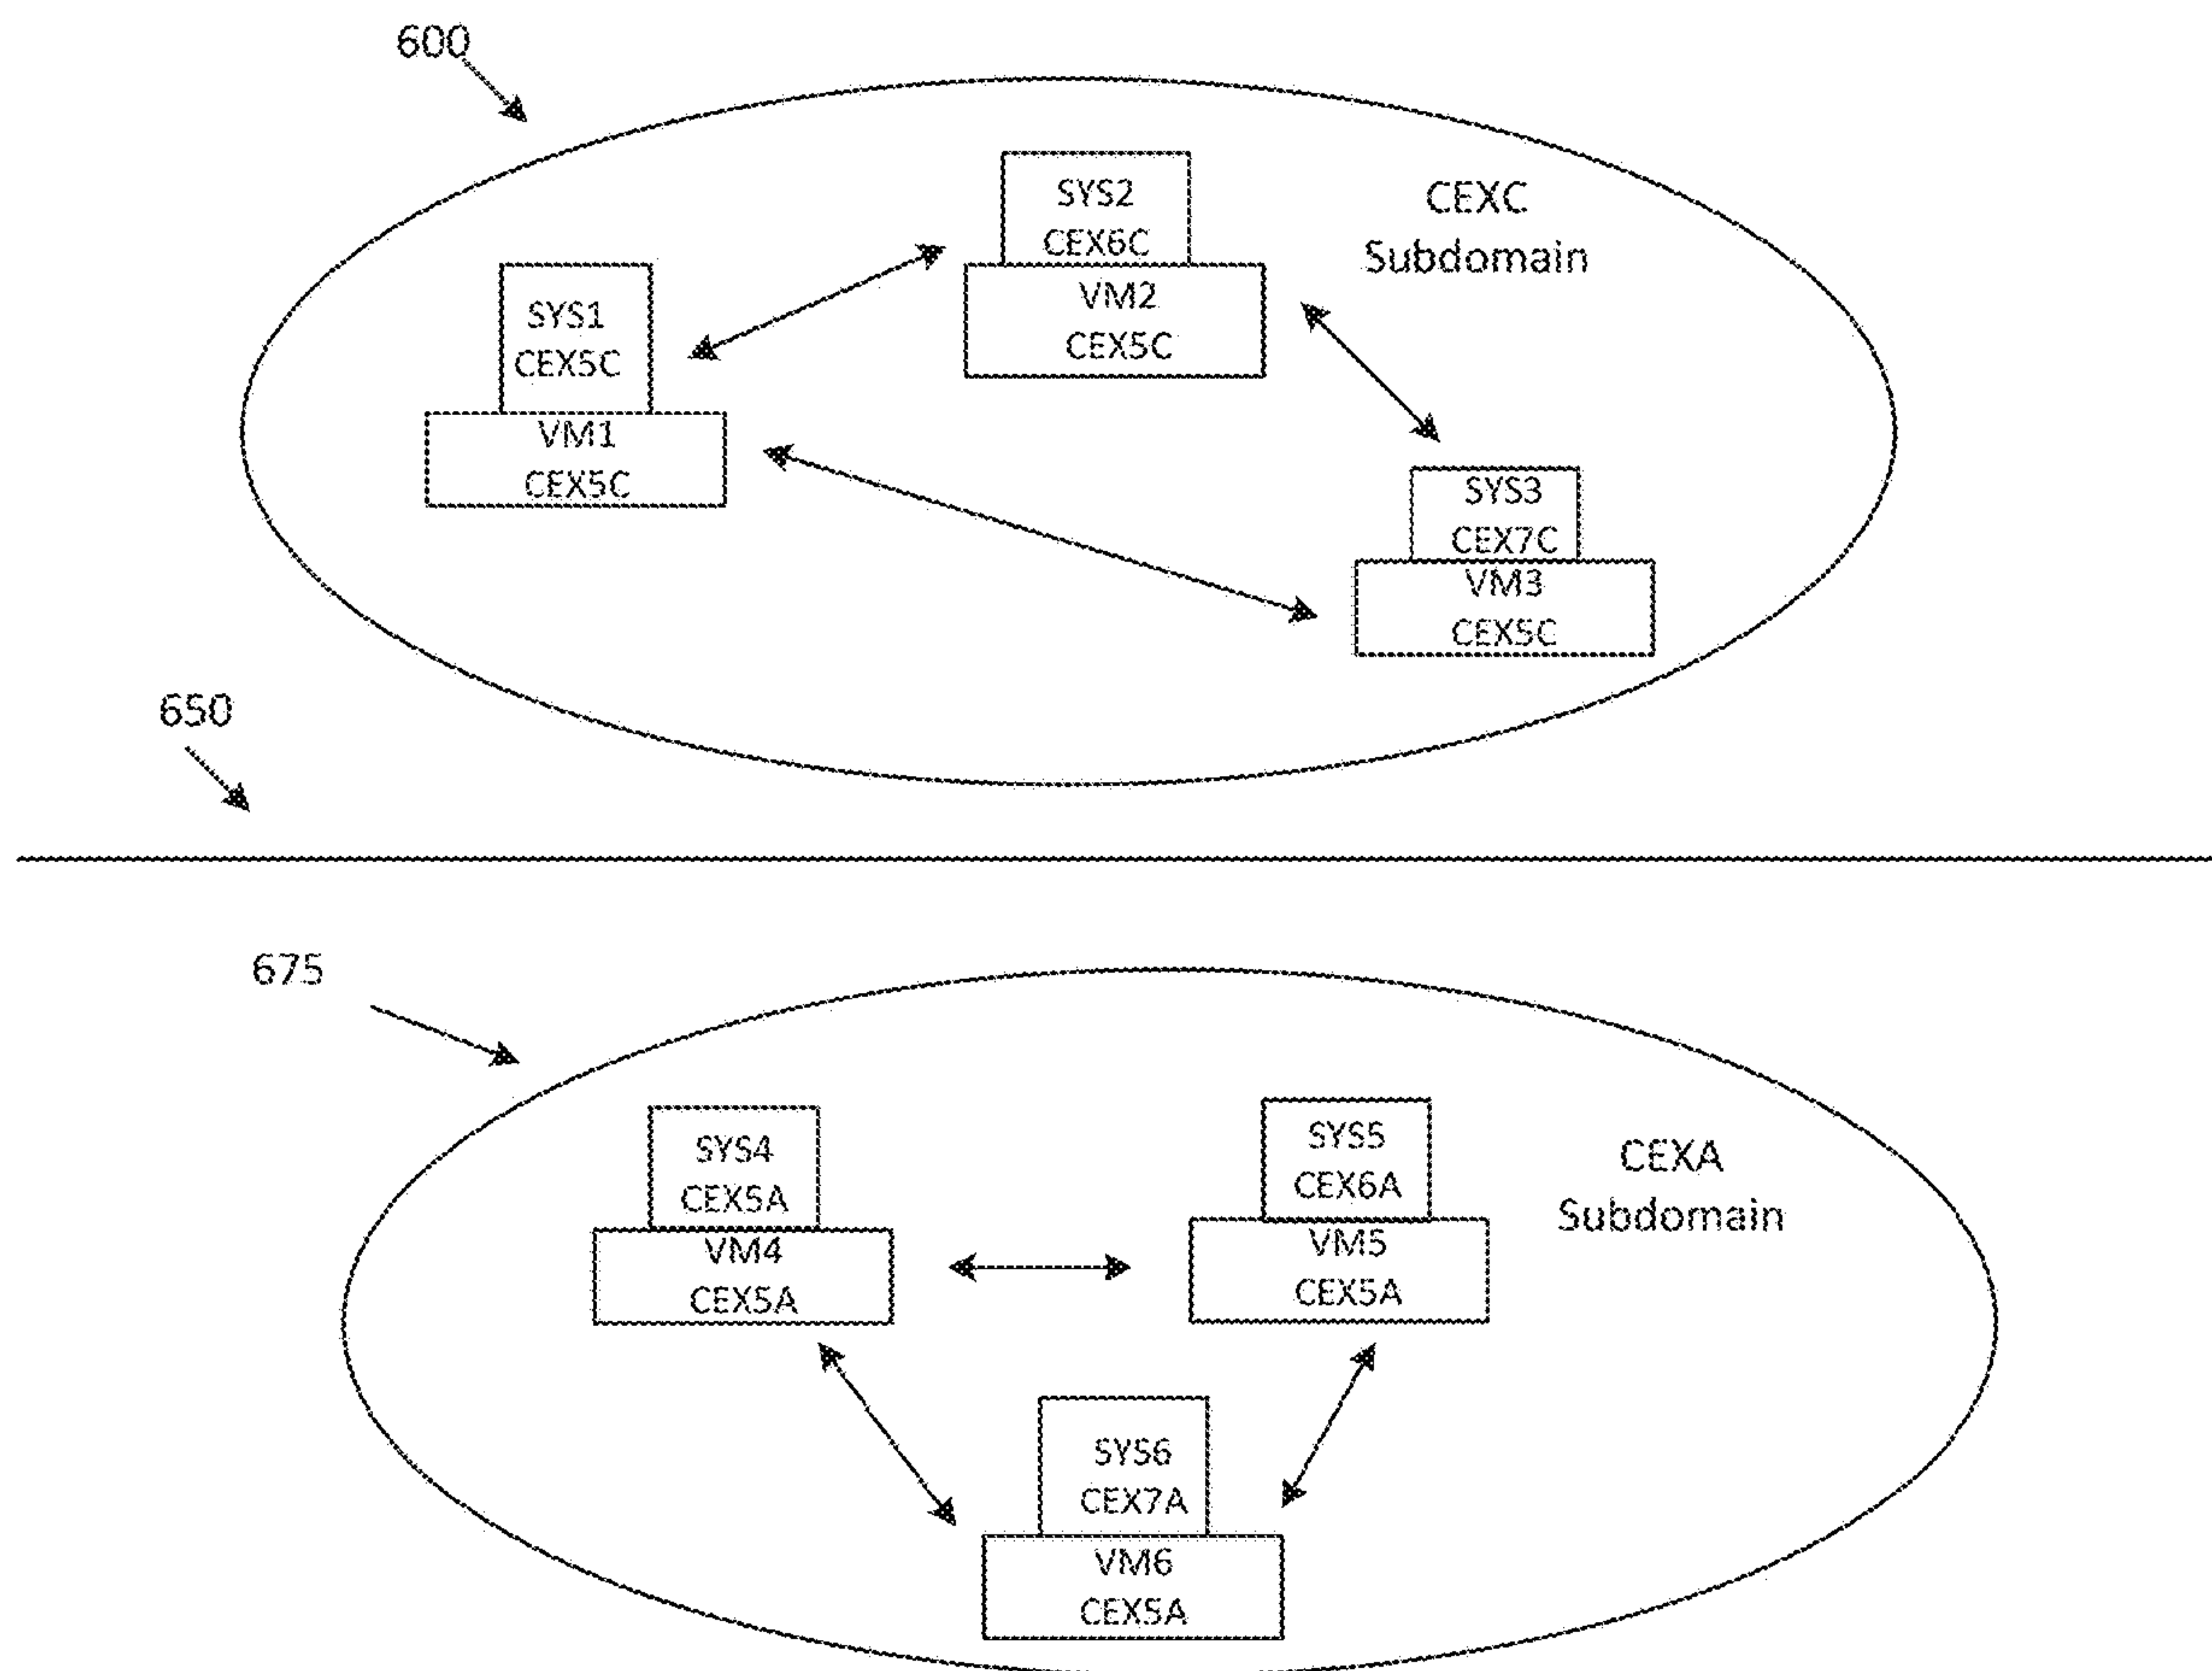 600
SYS2
CEX6C
VM2
CEX5C
CEXC
Subdomain
SYS1
CEX5C
VM1
CEX5C
SYS3
CEX7C
VM3
CEX5C
650
675
SYS4
CEX5A
VM4
CEX5A
SYS5
CEX6A
VM5
CEX5A
CEXA
Subdomain
SYS6
CEX7A
VM6
CEX5A